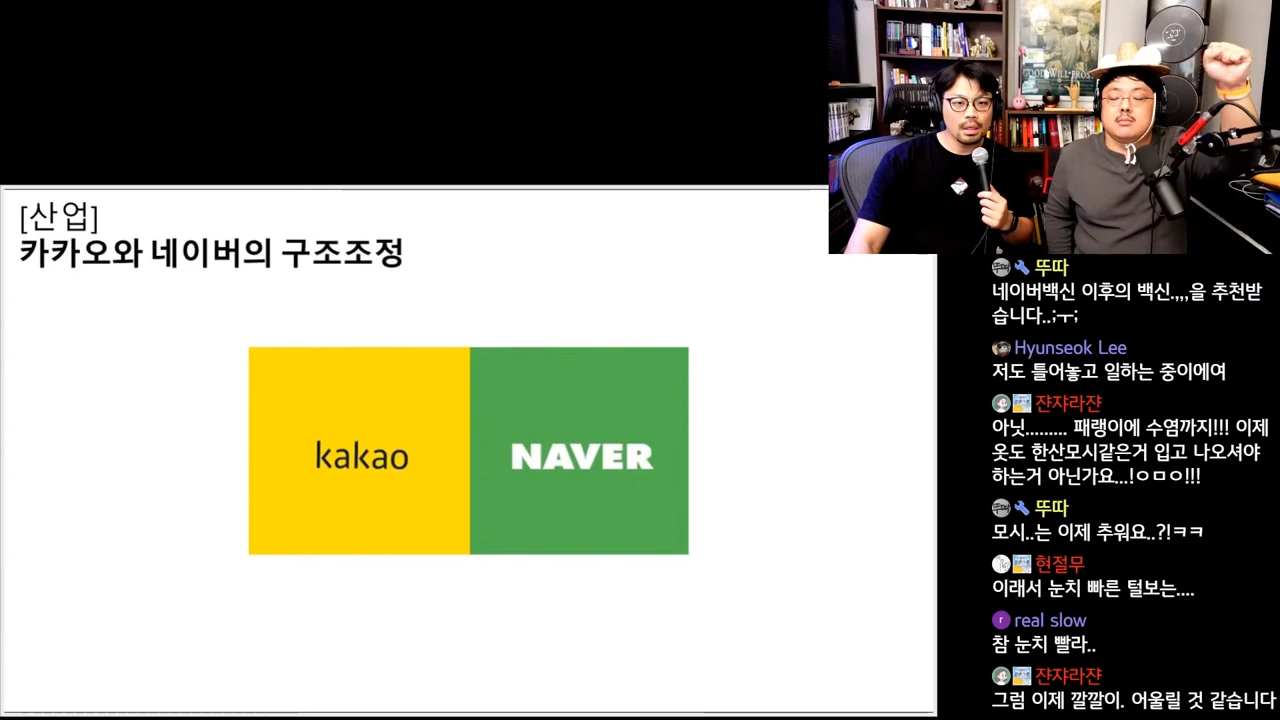 GOOD WILL BROS.
[산업]
카카오와 네이버의 구조조정
kakao
NAVER
뚜따
네이버백신 이후의 백신.,,,을 추천받
습니다..;ㅜ;
Hyunseok Lee
저도 틀어놓고 일하는 중이에여
쟌쟈라쟌
아닛......... 패랭이에 수염까지!!! 이제
옷도 한산모시같은거 입고 나오셔야
하는거 아닌가요...!ㅇㅁㅇ!!!
뚜따
모시..는 이제 추워요..?!ㅋㅋ
현절무
이래서 눈치 빠른 털보는....
r real slow
참 눈치 빨라..
쟌쟈라쟌
그럼 이제 깔깔이. 어울릴 것 같습니다